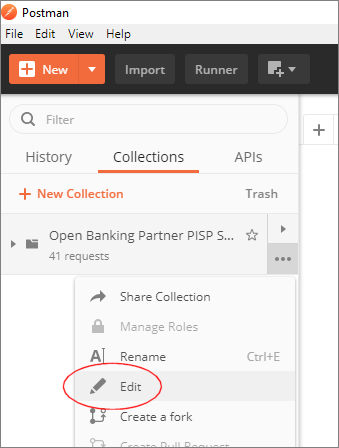 Postman
File Edit View Help
New Import Runner
Filter
History Collections APIs
+ New Collection Trash
Open Banking Partner PISP S...
41 requests
Share Collection
Manage Roles
Rename Ctrl+E
Edit
Create a fork
Create Pull Request